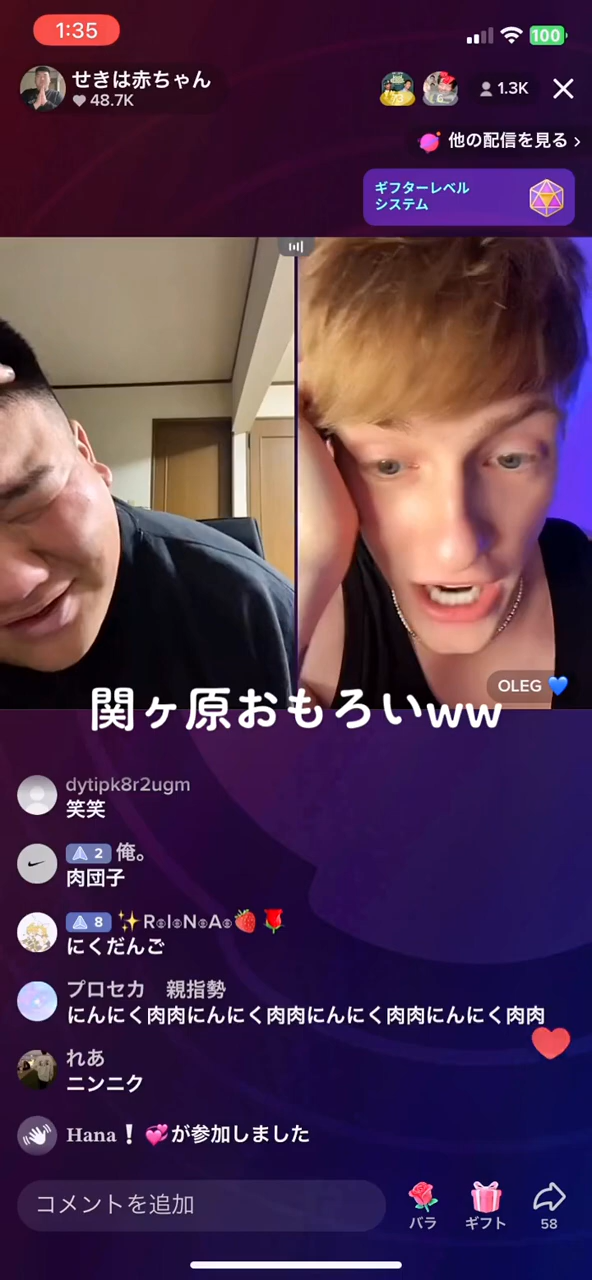 1:35
100
せきは赤ちゃん
48.7K
1.3K
他の配信を見る
ギフターレベル
システム
OLEG 💙
関ヶ原おもろいww
dytipk8r2ugm
笑笑
2 俺。
肉団子
8 ✨R☺I☺N☺A☺🍓🌹
にくだんご
プロセカ 親指勢
にんにく肉肉にんにく肉肉にんにく肉肉にんにく肉肉
れあ
ニンニク
Hana❕💞が参加しました
コメントを追加
バラ
ギフト
58